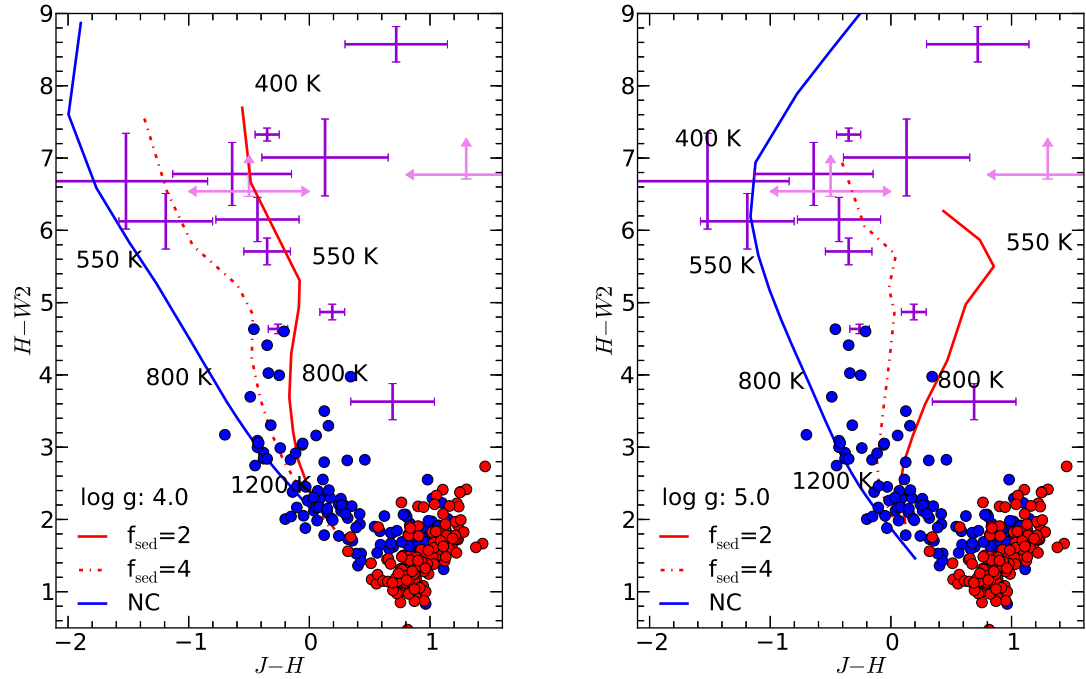 9
8
7
6
5
4
3
2
1
H−W2
400 K
550 K
550 K
800 K
800 K
1200 K
log g: 4.0
f_sed=2
f_sed=4
NC
−2
−1
0
1
J−H
9
8
7
6
5
4
3
2
1
H−W2
400 K
550 K
550 K
800 K
800 K
1200 K
log g: 5.0
f_sed=2
f_sed=4
NC
−2
−1
0
1
J−H